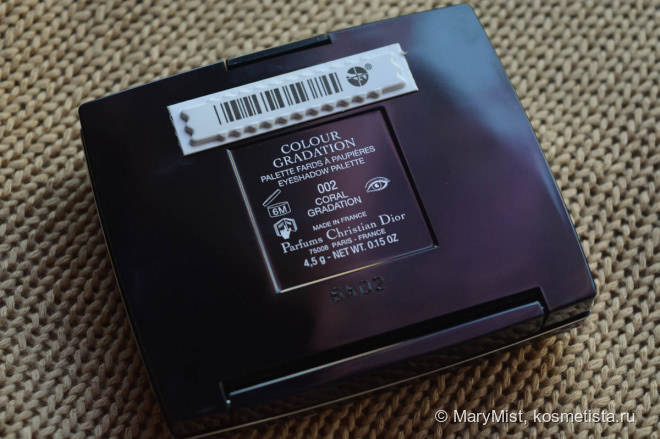 COLOUR
GRADATION
PALETTE FARDS À PAUPIÈRES
EYESHADOW PALETTE
002
CORAL
GRADATION
6M
MADE IN FRANCE
Parfums Christian Dior
75008 PARIS - FRANCE
4,5 g - NET WT. 0.15 OZ
© MaryMist, kosmetista.ru